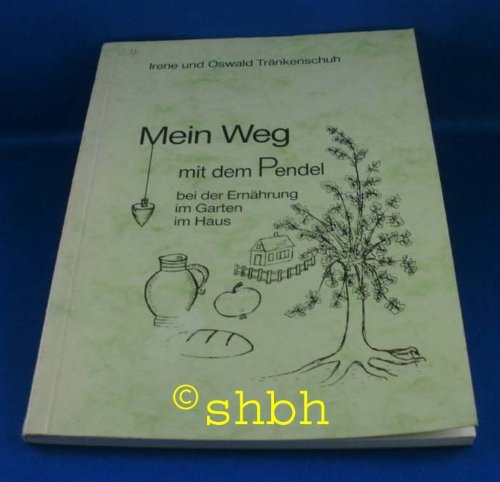 Irene und Oswald Tränkenschuh
Mein Weg
mit dem Pendel
bei der Ernährung
im Garten
im Haus
©shbh